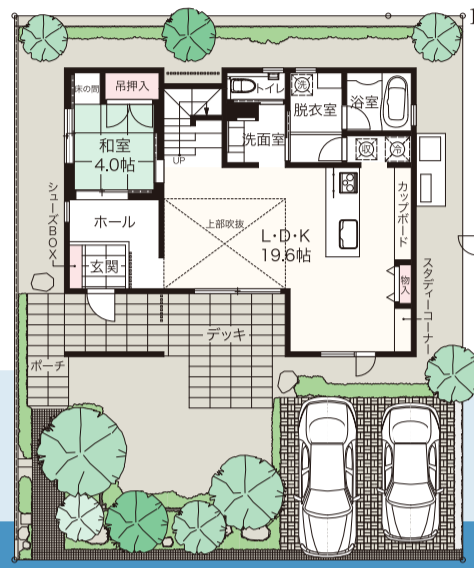 床の間
吊押入
トイレ
洗
脱衣室
浴室
和室
4.0帖
UP
洗面室
収
冷
カップボード
シューズBOX
ホール
上部吹抜
L・D・K
19.6帖
玄関
物入
スタディーコーナー
デッキ
ポーチ